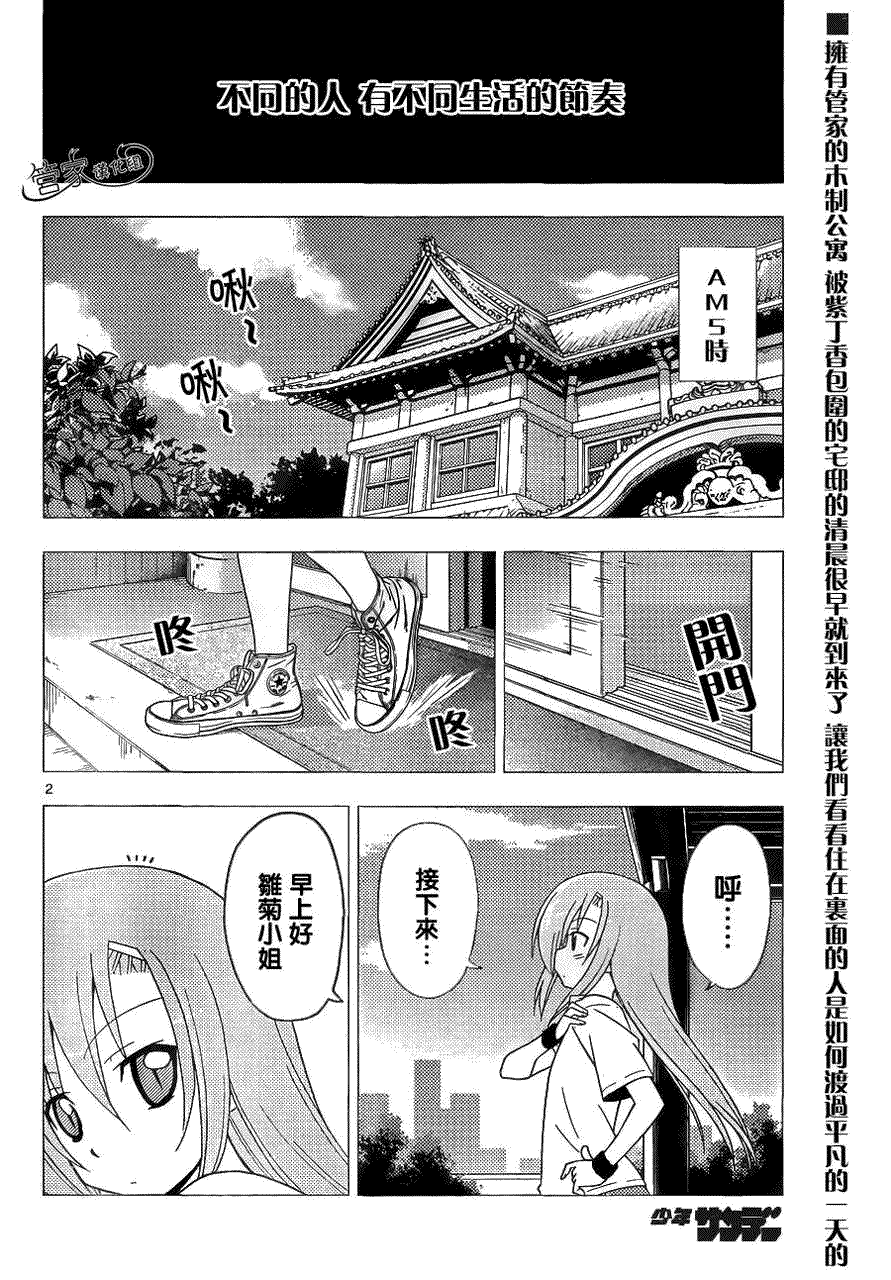 不同的人 有不同生活的節奏
管家漢化組
■擁有管家的木制公寓 被紫丁香包圍的宅邸的清晨很早就到來了 讓我們看看住在裏面的人是如何渡過平凡的一天的
AM5時
啾~
啾~
開門
咚
咚
2
呼……
接下來…
早上好
雛菊小姐
少年サンデー